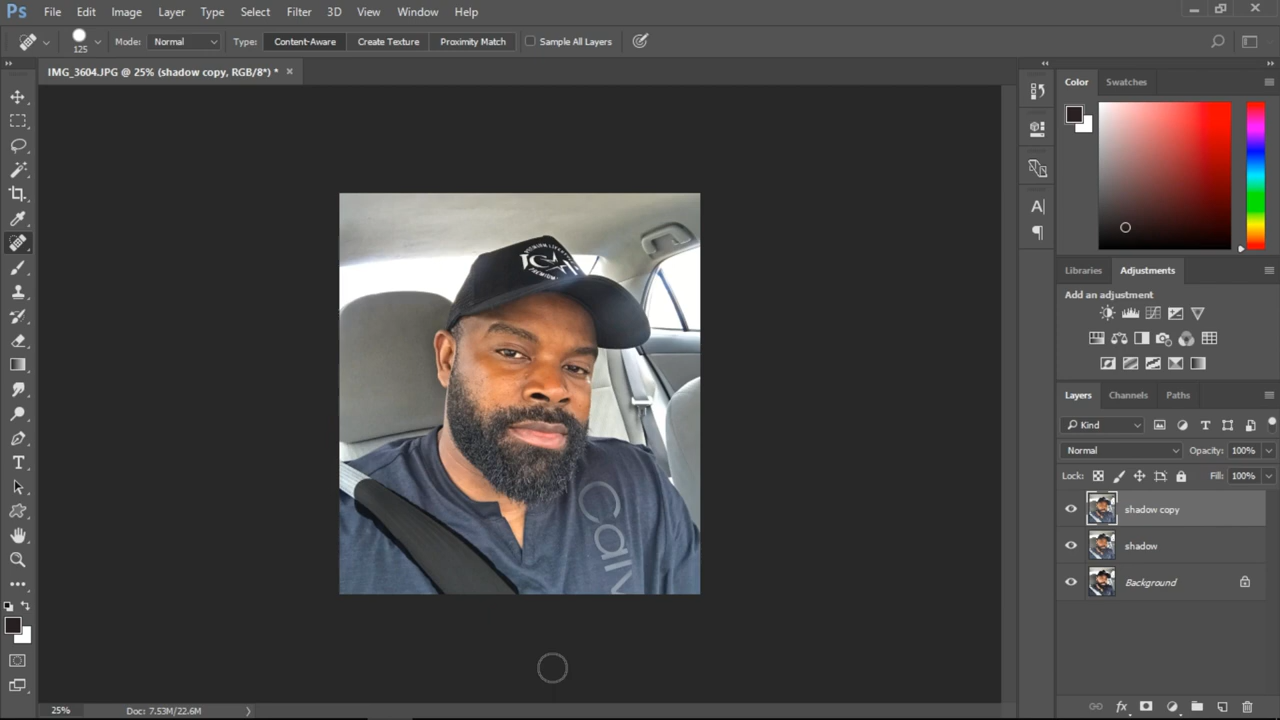 Ps File Edit Image Layer Type Select Filter 3D View Window Help
125 Mode: Normal Type: Content-Aware Create Texture Proximity Match Sample All Layers
IMG_3604.JPG @ 25% (shadow copy, RGB/8*) *
Color Swatches
Libraries Adjustments
Add an adjustment
Layers Channels Paths
Kind
Normal Opacity: 100%
Lock: Fill: 100%
shadow copy
shadow
Background
25% Doc: 7.53M/22.6M